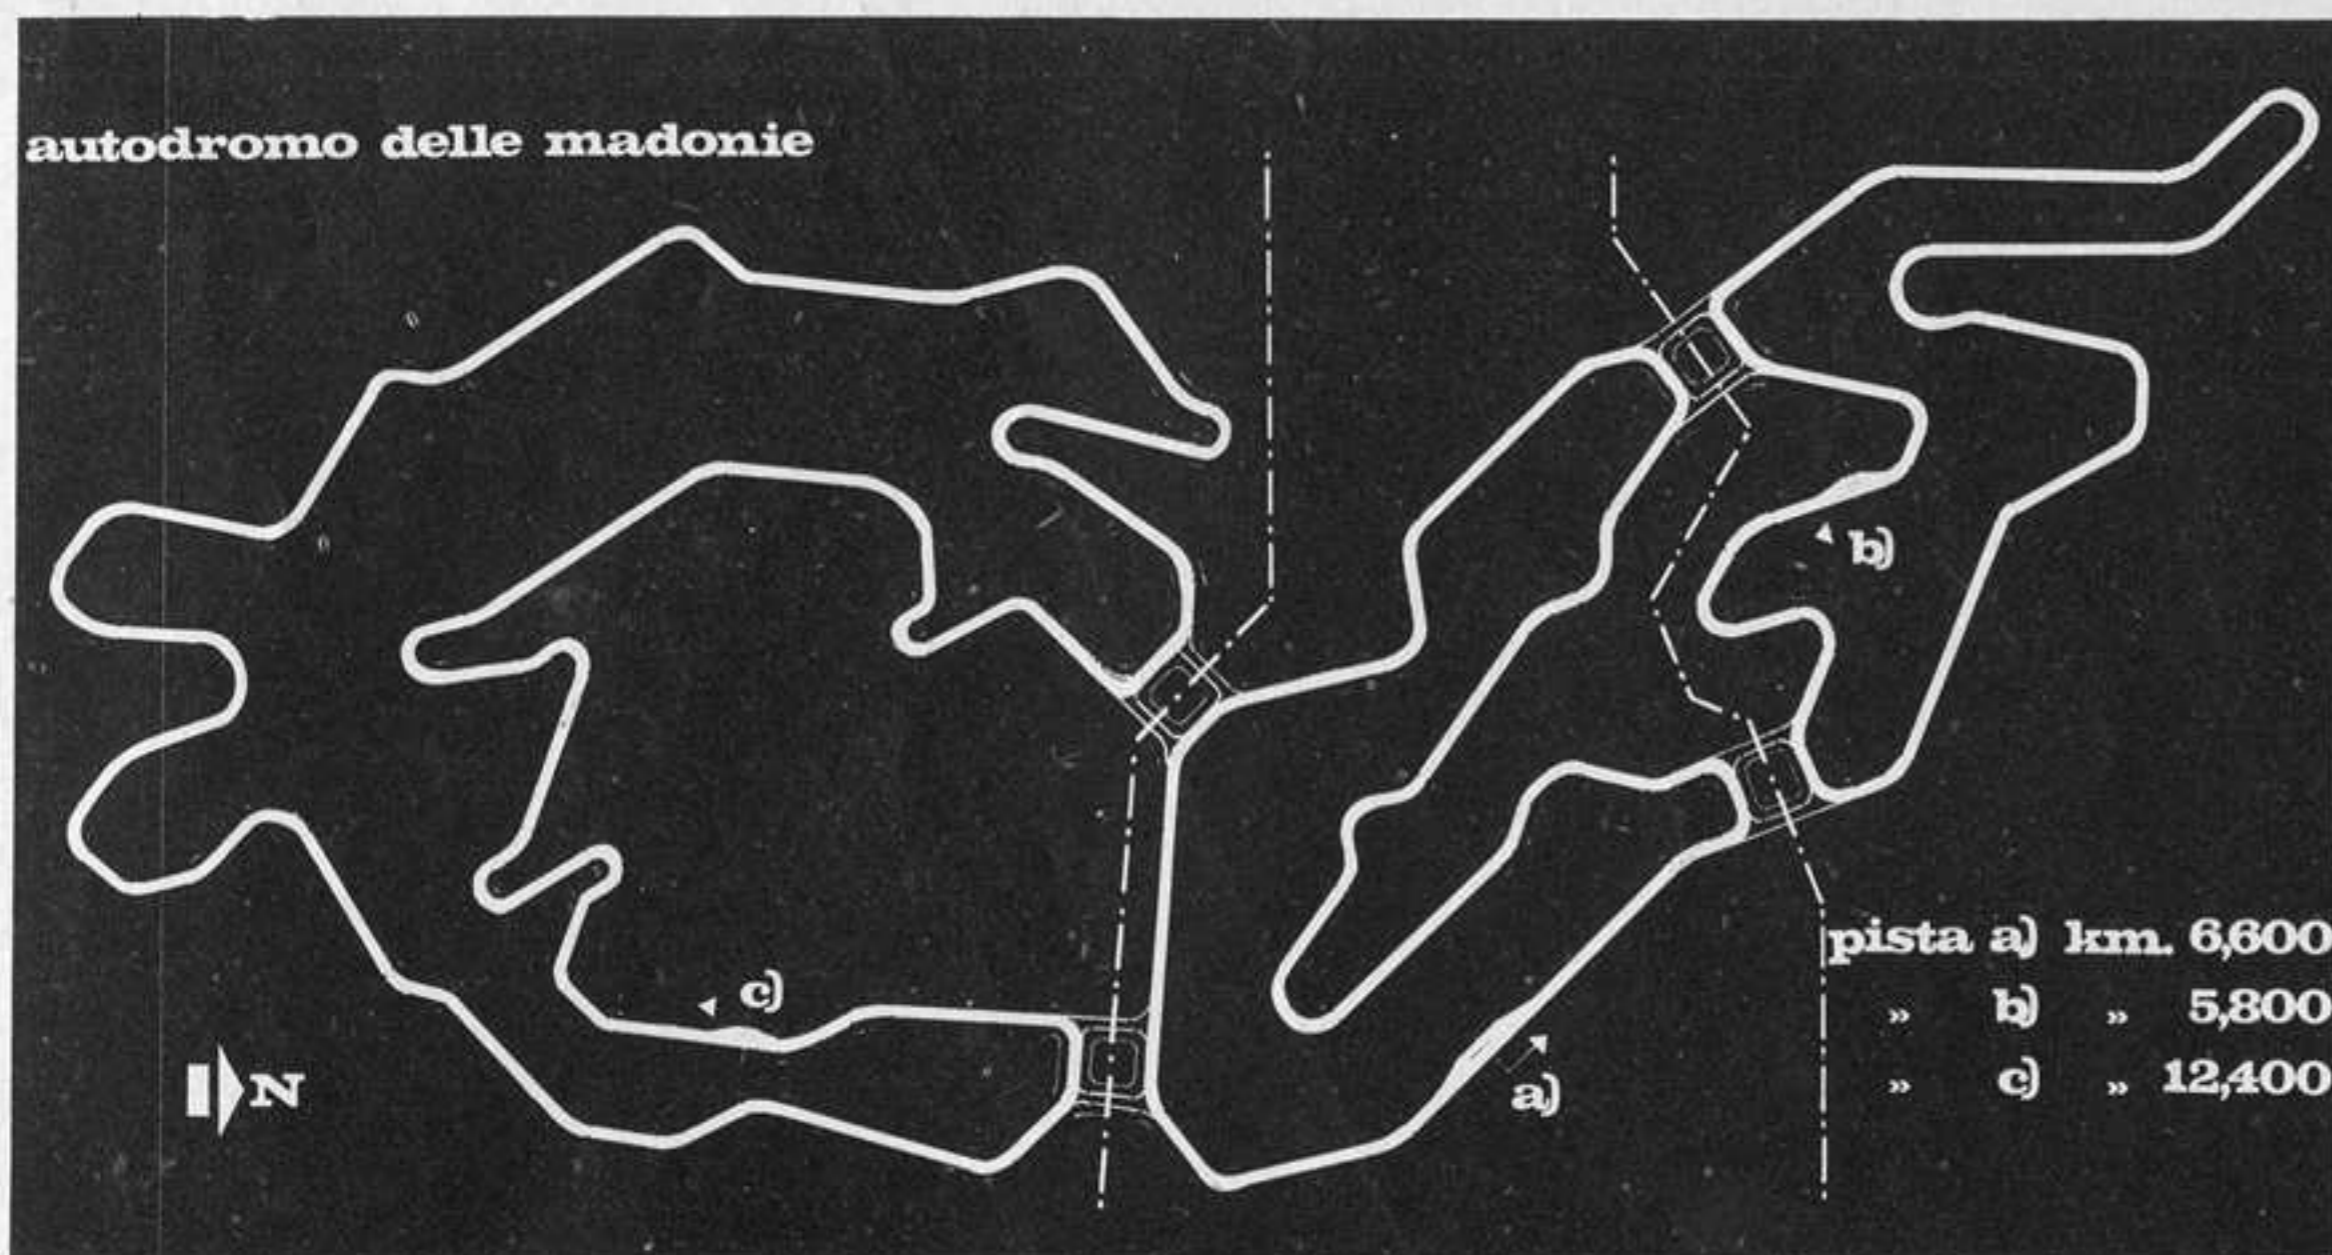 autodromo delle madonie
b)
c)
a)
N
pista a) km. 6,600
„ b) „ 5,800
„ c) „ 12,400